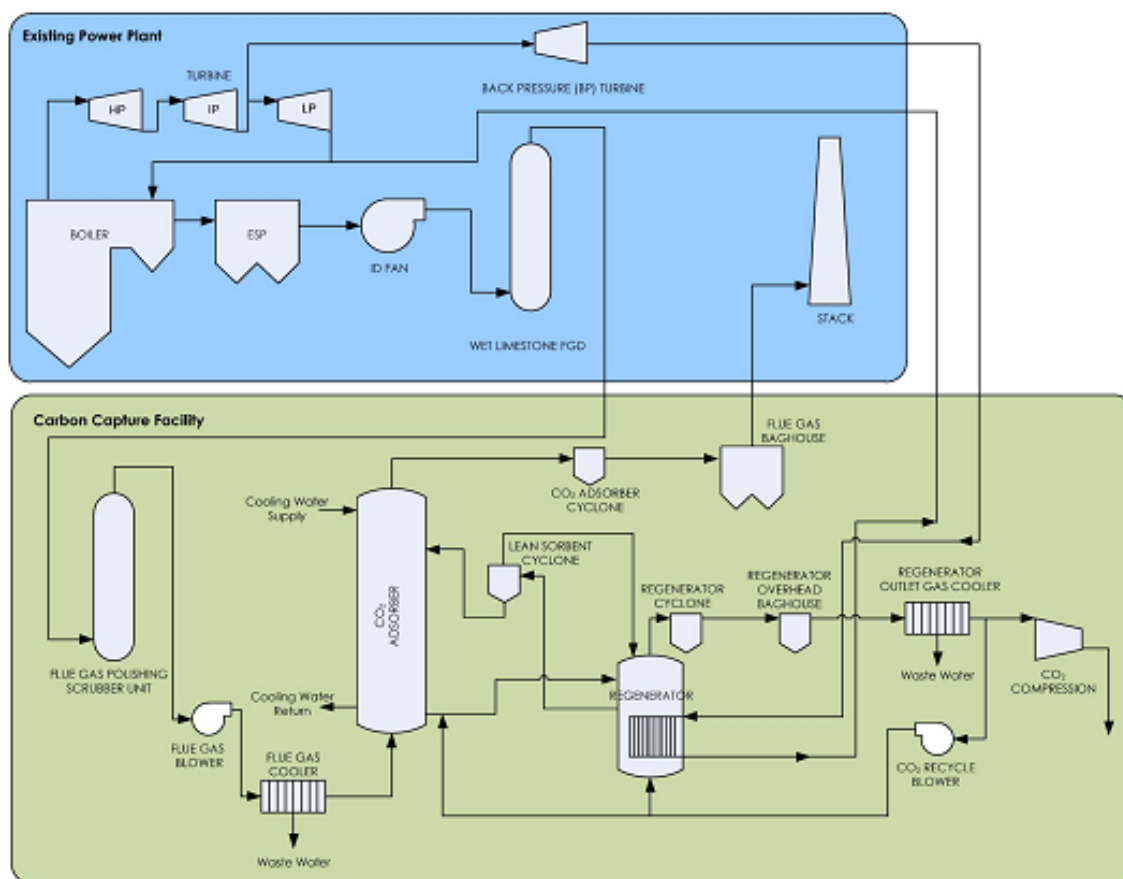 Existing Power Plant
TURBINE
HP
IP
LP
BACK PRESSURE (BP) TURBINE
BOILER
ESP
ID FAN
WET LIMESTONE FGD
STACK
Carbon Capture Facility
FLUE GAS
BAGHOUSE
CO₂ ADSORBER
CYCLONE
Cooling Water
Supply
LEAN SORBENT
CYCLONE
REGENERATOR
CYCLONE
REGENERATOR
OVERHEAD
BAGHOUSE
REGENERATOR
OUTLET GAS COOLER
CO₂
ADSORBER
FLUE GAS POLISHING
SCRUBBER UNIT
Cooling Water
Return
REGENERATOR
Waste Water
CO₂
COMPRESSION
FLUE GAS
BLOWER
FLUE GAS
COOLER
CO₂ RECYCLE
BLOWER
Waste Water